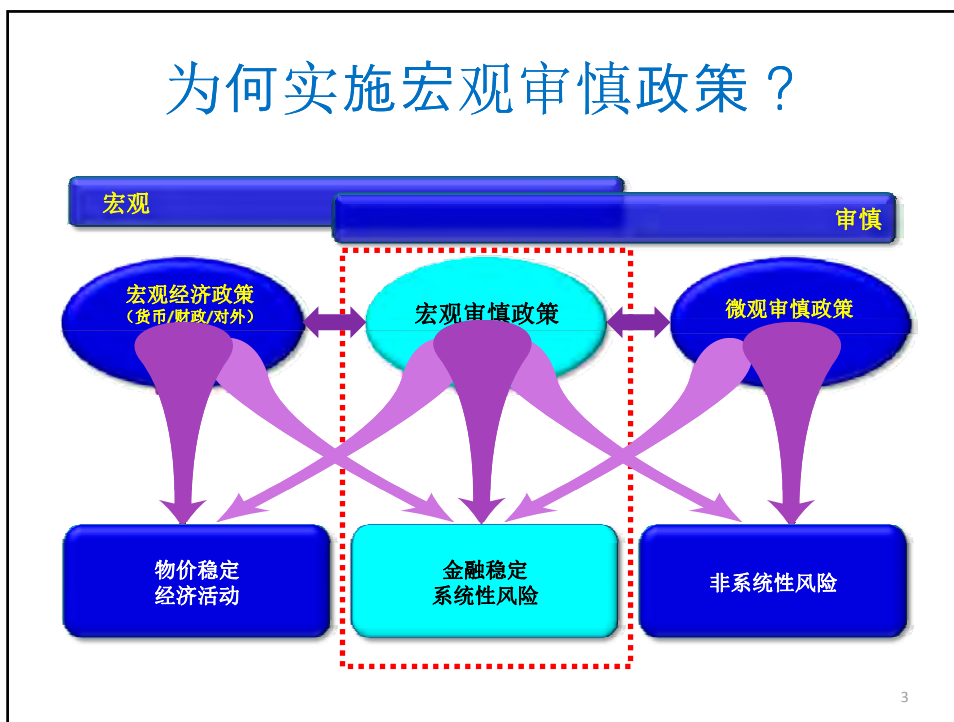 为何实施宏观审慎政策？
宏观
审慎
宏观经济政策
（货币/财政/对外）
宏观审慎政策
微观审慎政策
物价稳定
经济活动
金融稳定
系统性风险
非系统性风险
3